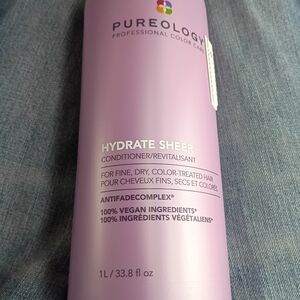 PUREOLOGY
PROFESSIONAL COLOR CARE
HYDRATE SHEER
CONDITIONER/REVITALISANT
FOR FINE, DRY, COLOR-TREATED HAIR
POUR CHEVEUX FINS, SECS ET COLORÉS
ANTIFADECOMPLEX®
100% VEGAN INGREDIENTS*
100% INGRÉDIENTS VÉGÉTALIENS*
1L / 33.8 fl oz